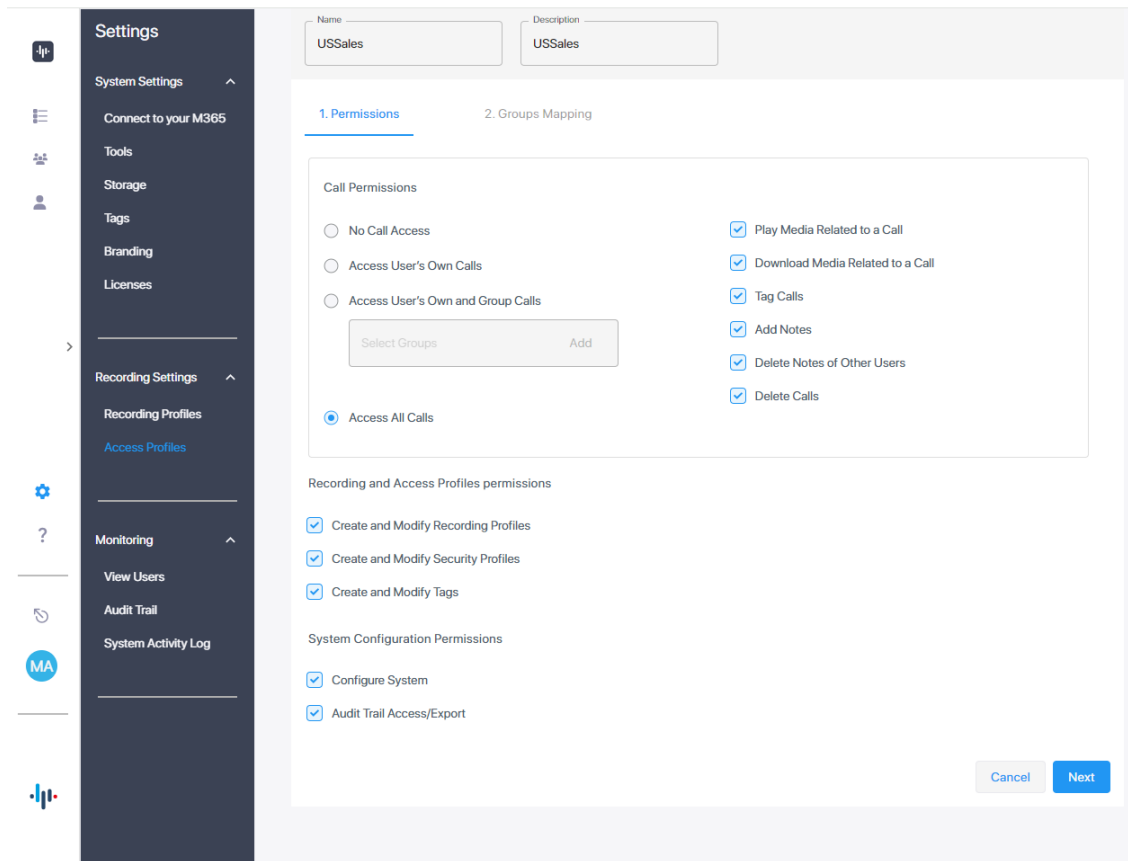 Settings
System Settings
Connect to your M365
Tools
Storage
Tags
Branding
Licenses
Recording Settings
Recording Profiles
Access Profiles
Monitoring
View Users
Audit Trail
System Activity Log
?
MA
Name
USSales
Description
USSales
1. Permissions
2. Groups Mapping
Call Permissions
No Call Access
Access User's Own Calls
Access User's Own and Group Calls
Select Groups Add
Access All Calls
Play Media Related to a Call
Download Media Related to a Call
Tag Calls
Add Notes
Delete Notes of Other Users
Delete Calls
Recording and Access Profiles permissions
Create and Modify Recording Profiles
Create and Modify Security Profiles
Create and Modify Tags
System Configuration Permissions
Configure System
Audit Trail Access/Export
Cancel
Next